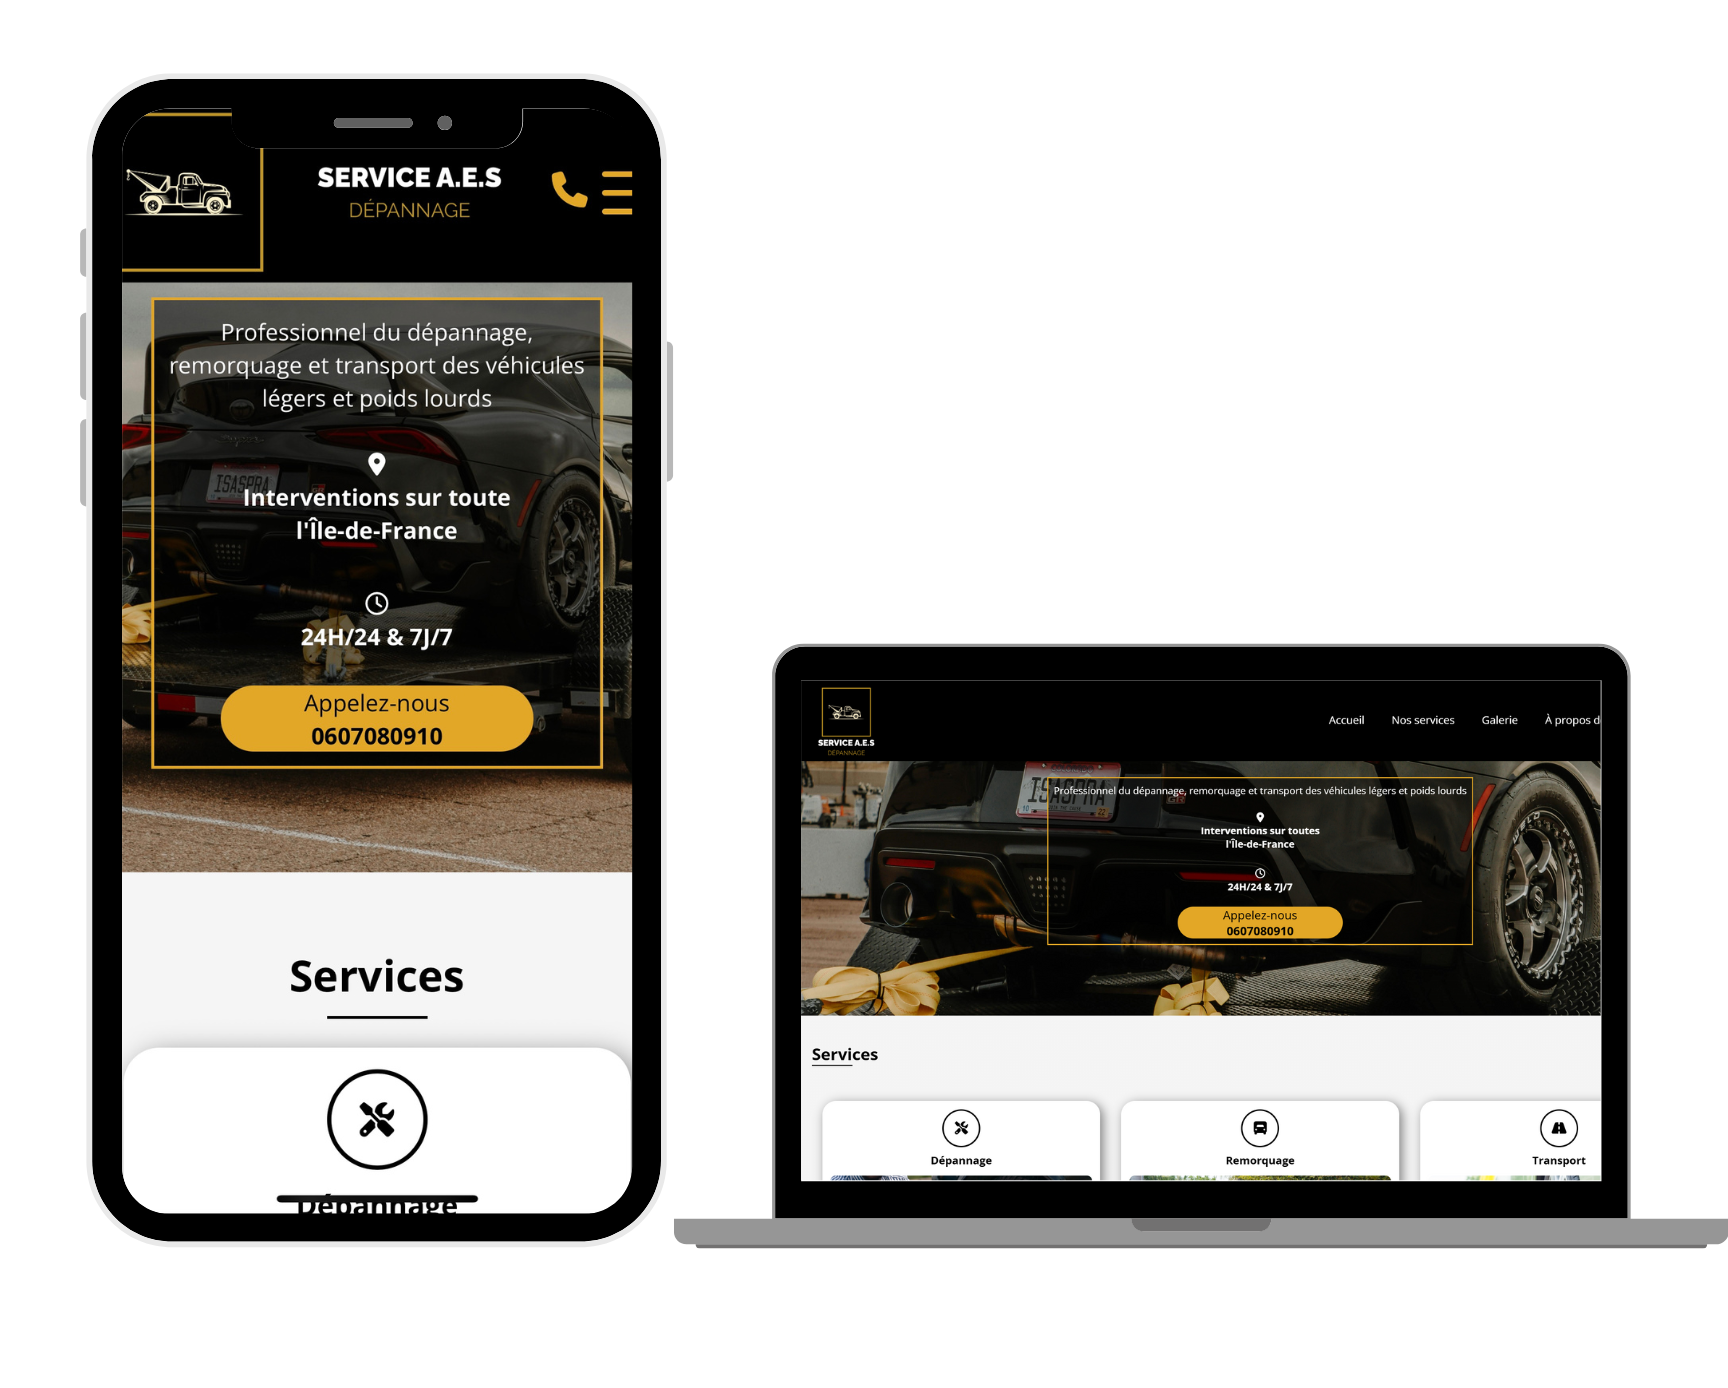 SERVICE A.E.S
DÉPANNAGE
Professionnel du dépannage,
remorquage et transport des véhicules
légers et poids lourds
ISASPRA
Interventions sur toute
l'Île-de-France
24H/24 & 7J/7
Appelez-nous
0607080910
Services
Dépannage
SERVICE A.E.S
DÉPANNAGE
Accueil
Nos services
Galerie
À propos d
ISASPRA
Professionnel du dépannage, remorquage et transport des véhicules légers et poids lourds
Interventions sur toutes
l'Île-de-France
24H/24 & 7J/7
Appelez-nous
0607080910
Services
Dépannage
Remorquage
Transport